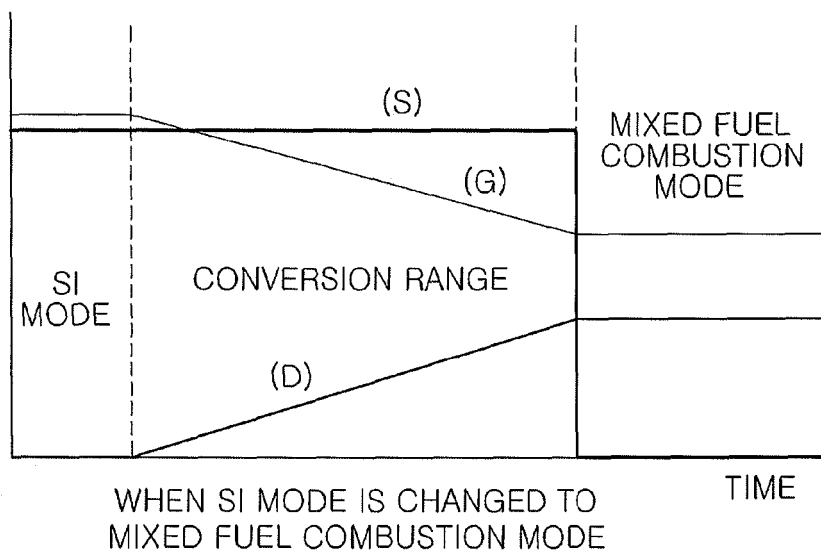 (S)
MIXED FUEL
COMBUSTION
MODE
(G)
SI
MODE
CONVERSION RANGE
(D)
TIME
WHEN SI MODE IS CHANGED TO
MIXED FUEL COMBUSTION MODE